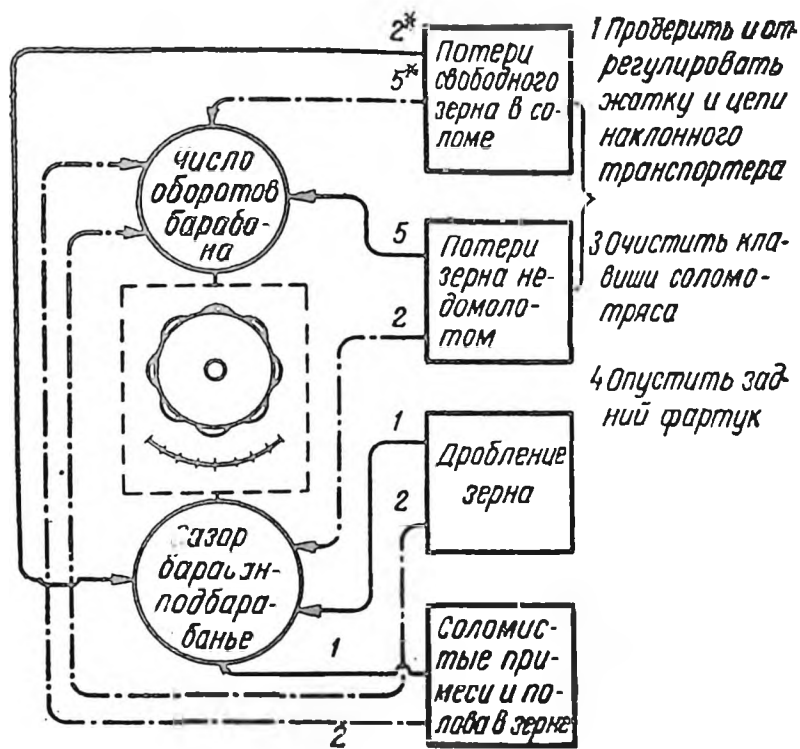 2*
Потери
свободного
зерна в со-
ломе
5*
1 Проверить и от-
регулировать
жатку и цепи
наклонного
транспортера
число
оборотов
бараба-
на
5
Потери
зерна не-
домоло-
том
2
3 Очистить кла-
виши соломо-
тряса
4 Опустить зад-
ний фартук
1
Дробление
зерна
2
Зазор
барабан-
подбара-
банье
1
Соломис-
тые при-
меси и по-
лова в зерне
2